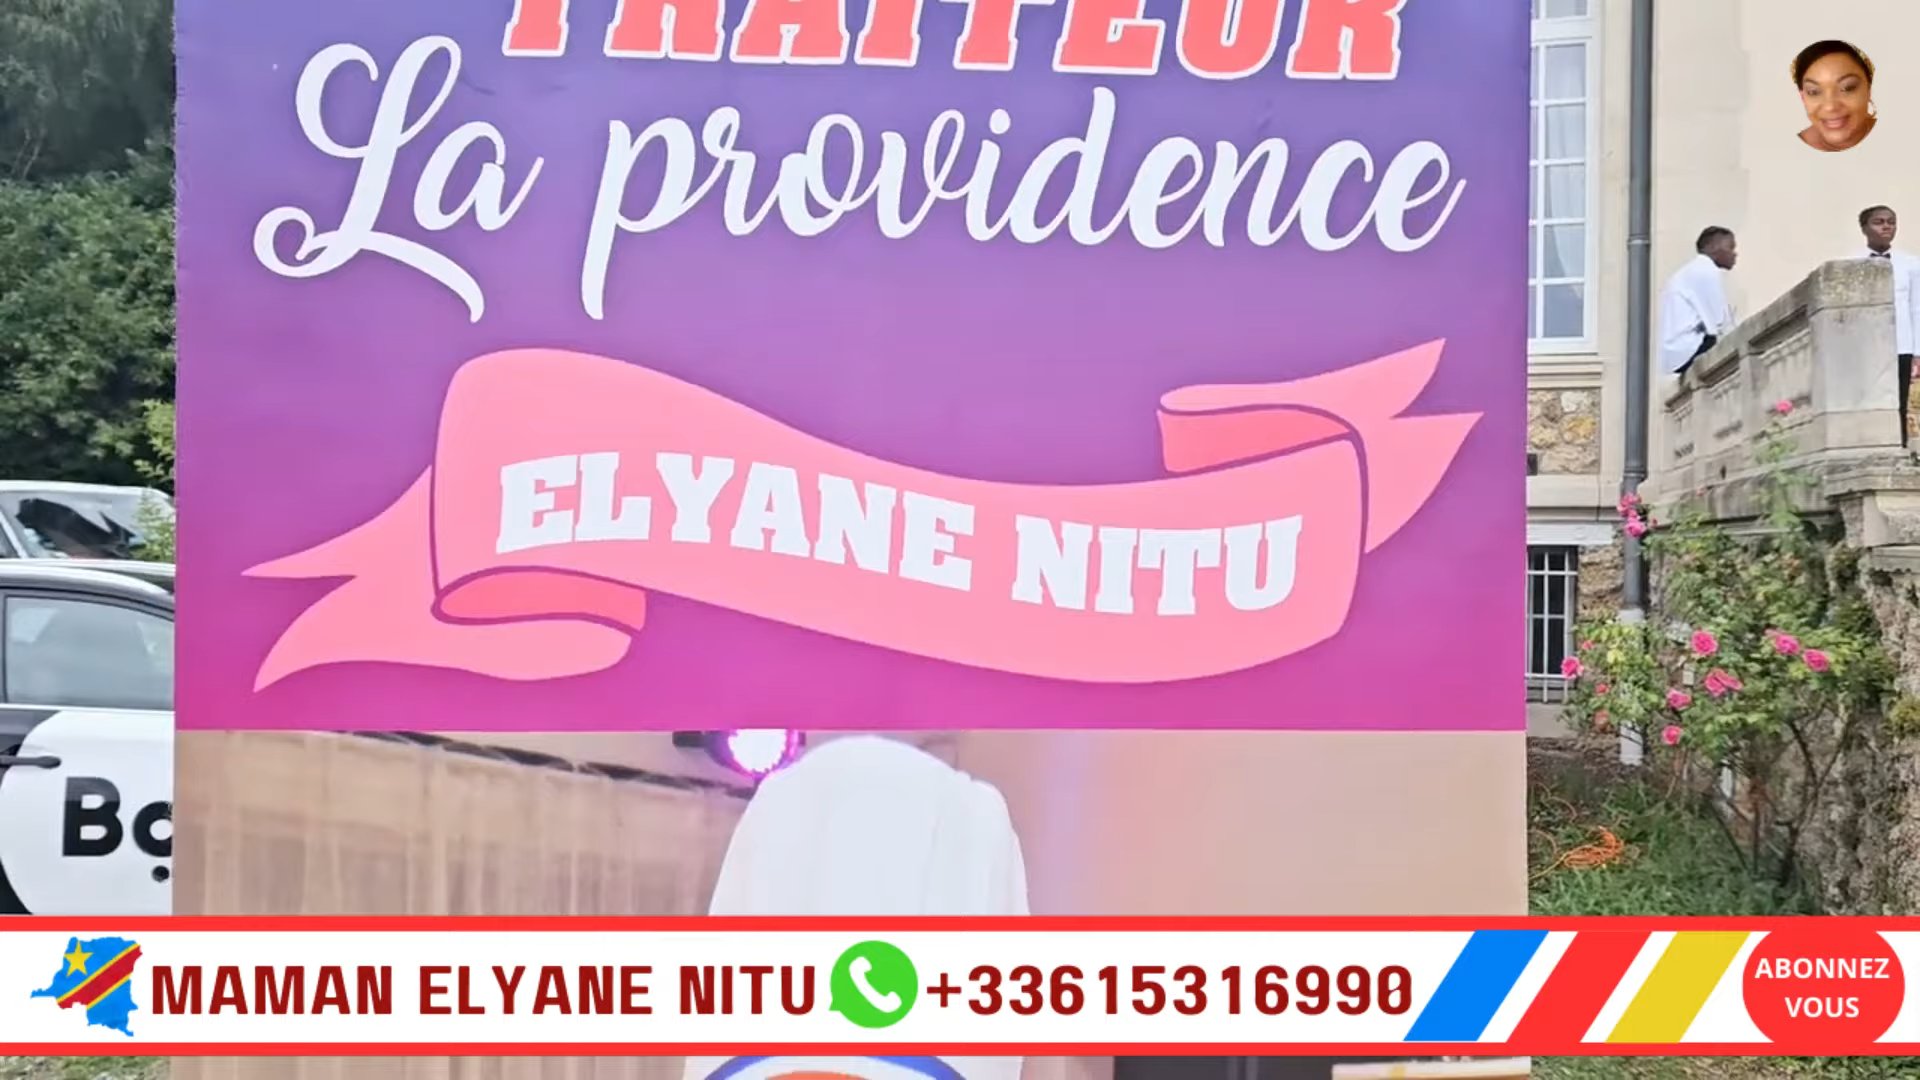 TRAITEUR
La providence
ELYANE NITU
MAMAN ELYANE NITU +33615316990
ABONNEZ
VOUS